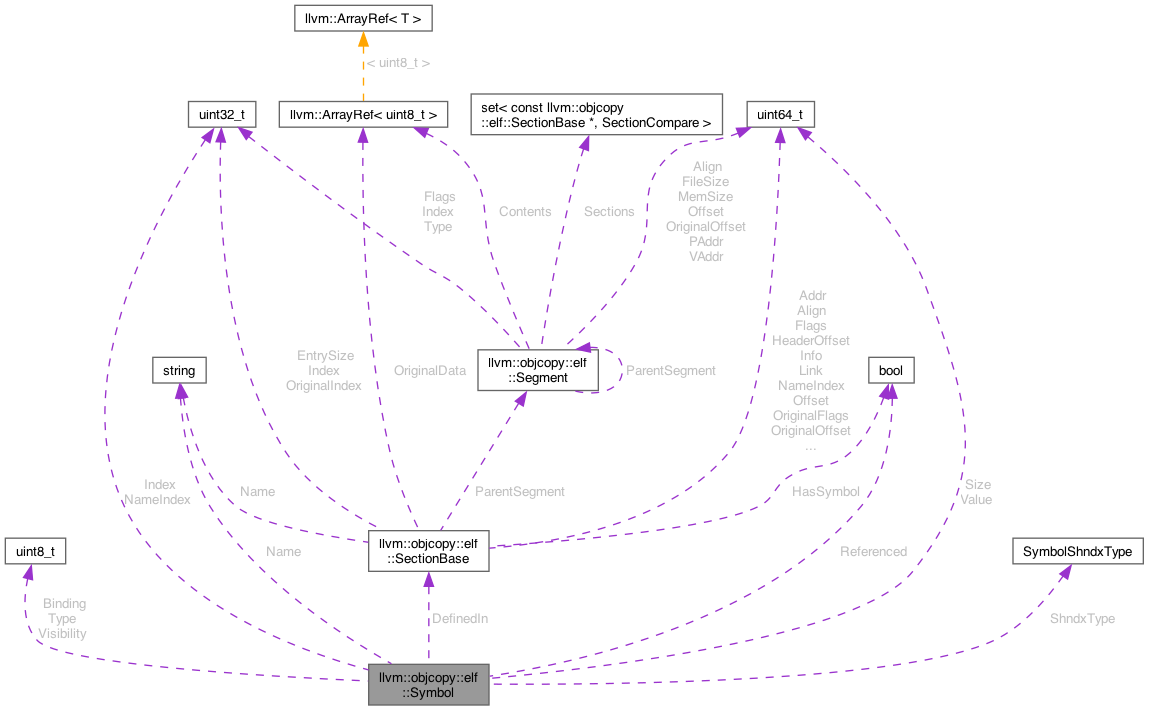 llvm::ArrayRef< T >
< uint8_t >
uint32_t
llvm::ArrayRef< uint8_t >
set< const llvm::objcopy
::elf::SectionBase *, SectionCompare >
uint64_t
Flags
Index
Type
Contents
Sections
Align
FileSize
MemSize
Offset
OriginalOffset
PAddr
VAddr
string
EntrySize
Index
OriginalIndex
OriginalData
llvm::objcopy::elf
::Segment
ParentSegment
Addr
Align
Flags
HeaderOffset
Info
Link
NameIndex
Offset
OriginalFlags
OriginalOffset
...
bool
Index
NameIndex
Name
ParentSegment
HasSymbol
Size
Value
uint8_t
Name
llvm::objcopy::elf
::SectionBase
Referenced
SymbolShndxType
Binding
Type
Visibility
DefinedIn
ShndxType
llvm::objcopy::elf
::Symbol